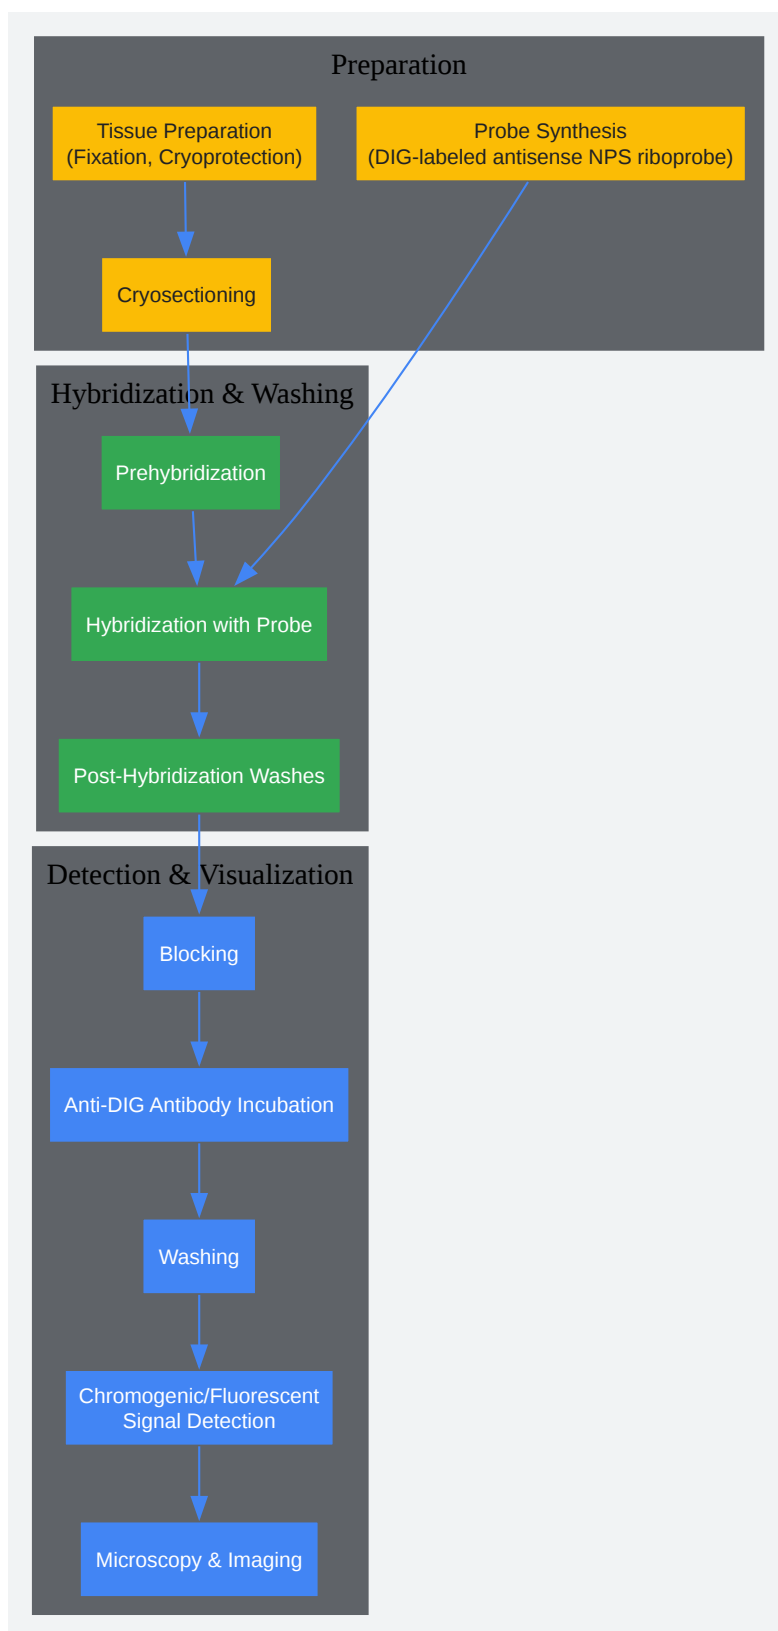 Preparation
Tissue Preparation
(Fixation, Cryoprotection)
Probe Synthesis
(DIG-labeled antisense NPS riboprobe)
Cryosectioning
Hybridization & Washing
Prehybridization
Hybridization with Probe
Post-Hybridization Washes
Detection & Visualization
Blocking
Anti-DIG Antibody Incubation
Washing
Chromogenic/Fluorescent
Signal Detection
Microscopy & Imaging